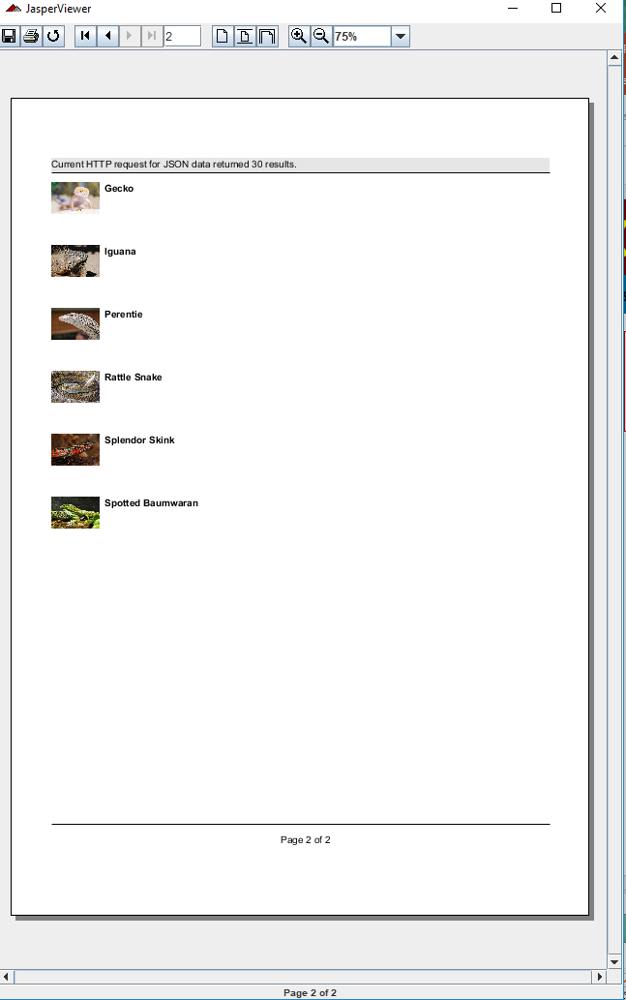 JasperViewer
2
75%
Current HTTP request for JSON data returned 30 results.
Gecko
Iguana
Perentie
Rattle Snake
Splendor Skink
Spotted Baumwaran
Page 2 of 2
Page 2 of 2